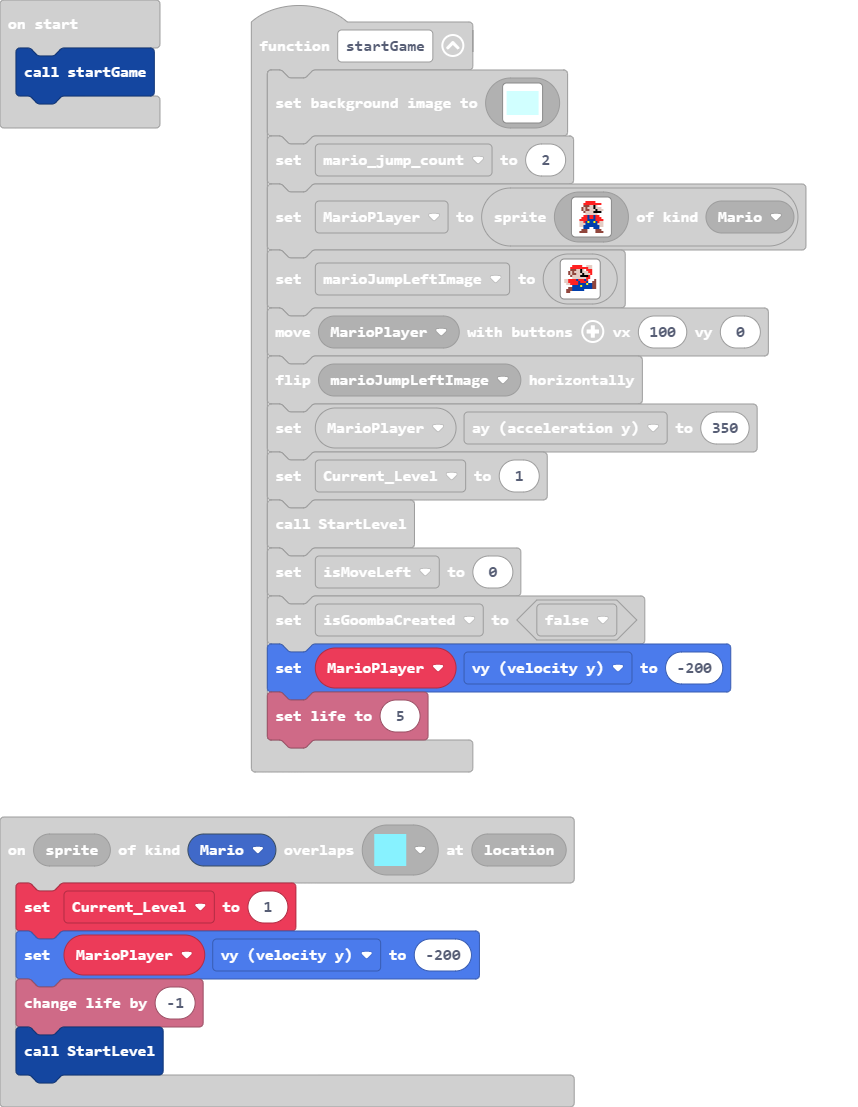 on start
call startGame
function startGame
set background image to
set mario_jump_count to 2
set MarioPlayer to sprite of kind Mario
set marioJumpLeftImage to
move MarioPlayer with buttons vx 100 vy 0
flip marioJumpLeftImage horizontally
set MarioPlayer ay (acceleration y) to 350
set Current_Level to 1
call StartLevel
set isMoveLeft to 0
set isGoombaCreated to false
set MarioPlayer vy (velocity y) to -200
set life to 5
on sprite of kind Mario overlaps at location
set Current_Level to 1
set MarioPlayer vy (velocity y) to -200
change life by -1
call StartLevel